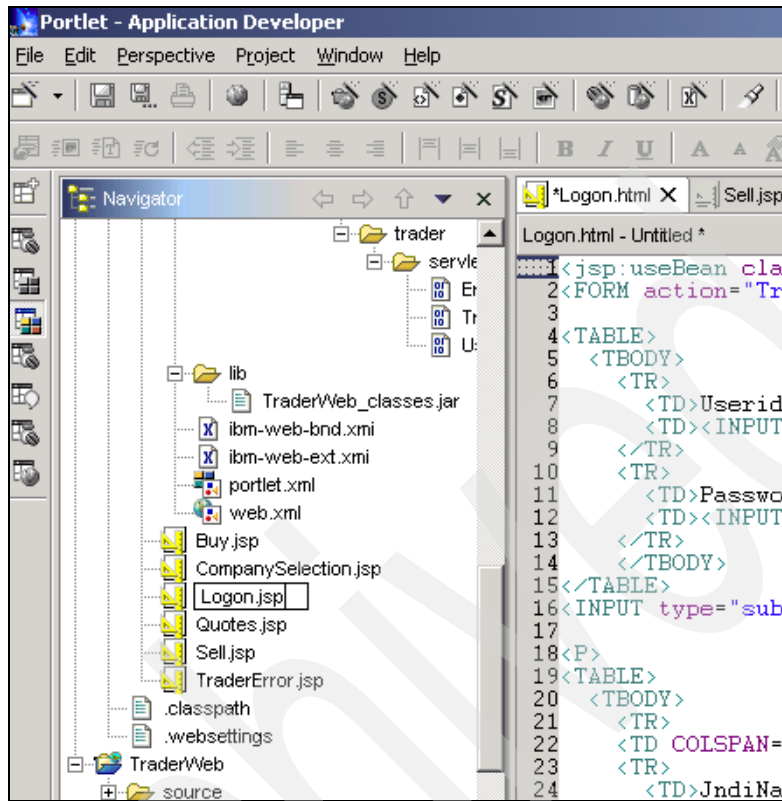 Portlet - Application Developer
File Edit Perspective Project Window Help
Navigator
trader
lib
TraderWeb_classes.jar
ibm-web-bnd.xmi
ibm-web-ext.xmi
portlet.xml
web.xml
Buy.jsp
CompanySelection.jsp
Logon.jsp
Quotes.jsp
Sell.jsp
TraderError.jsp
.classpath
.websettings
TraderWeb
source
*Logon.html Sell.jsp
Logon.html - Untitled *
1<jsp:useBean cla
2<FORM action="Tr
3
4<TABLE>
5 <TBODY>
6 <TR>
7 <TD>Userid
8 <TD><INPUT
9 </TR>
10 <TR>
11 <TD>Passwo
12 <TD><INPUT
13 </TR>
14 </TBODY>
15</TABLE>
16<INPUT type="sub
17
18<P>
19<TABLE>
20 <TBODY>
21 <TR>
22 <TD COLSPAN=
23 <TR>
24 <TD>JndiNa